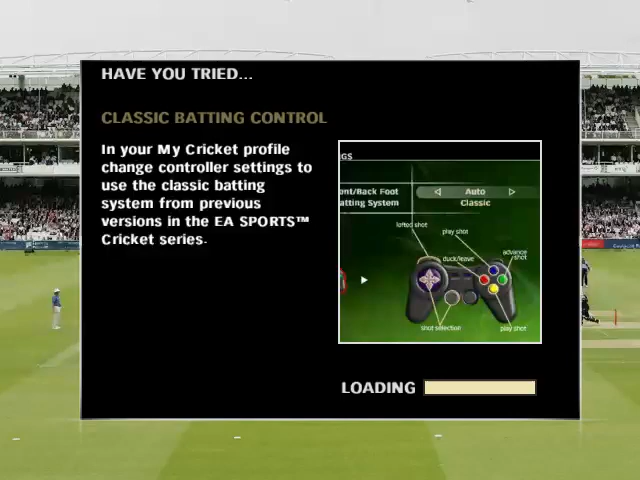 HAVE YOU TRIED...
CLASSIC BATTING CONTROL
In your My Cricket profile
change controller settings to
use the classic batting
system from previous
versions in the EA SPORTS™
Cricket series.
Auto
Classic
lofted shot
play shot
duck/leave
advance
shot
shot selection
play shot
LOADING